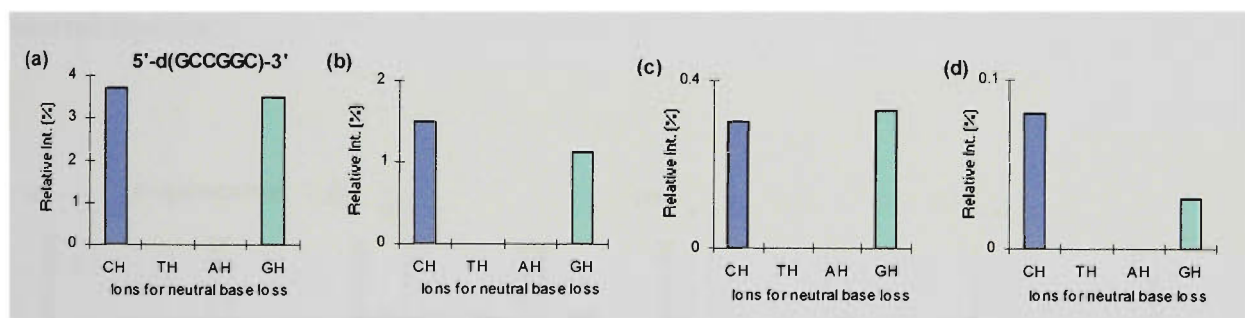 (a) 5'-d(GCCGGC)-3'
4
3
2
1
0
Relative Int. [%]
CH TH AH GH
Ions for neutral base loss
(b)
2
1
0
Relative Int. [%]
CH TH AH GH
Ions for neutral base loss
(c)
0.4
0
Relative Int. [%]
CH TH AH GH
Ions for neutral base loss
(d)
0.1
0
Relative Int. [%]
CH TH AH GH
Ions for neutral base loss